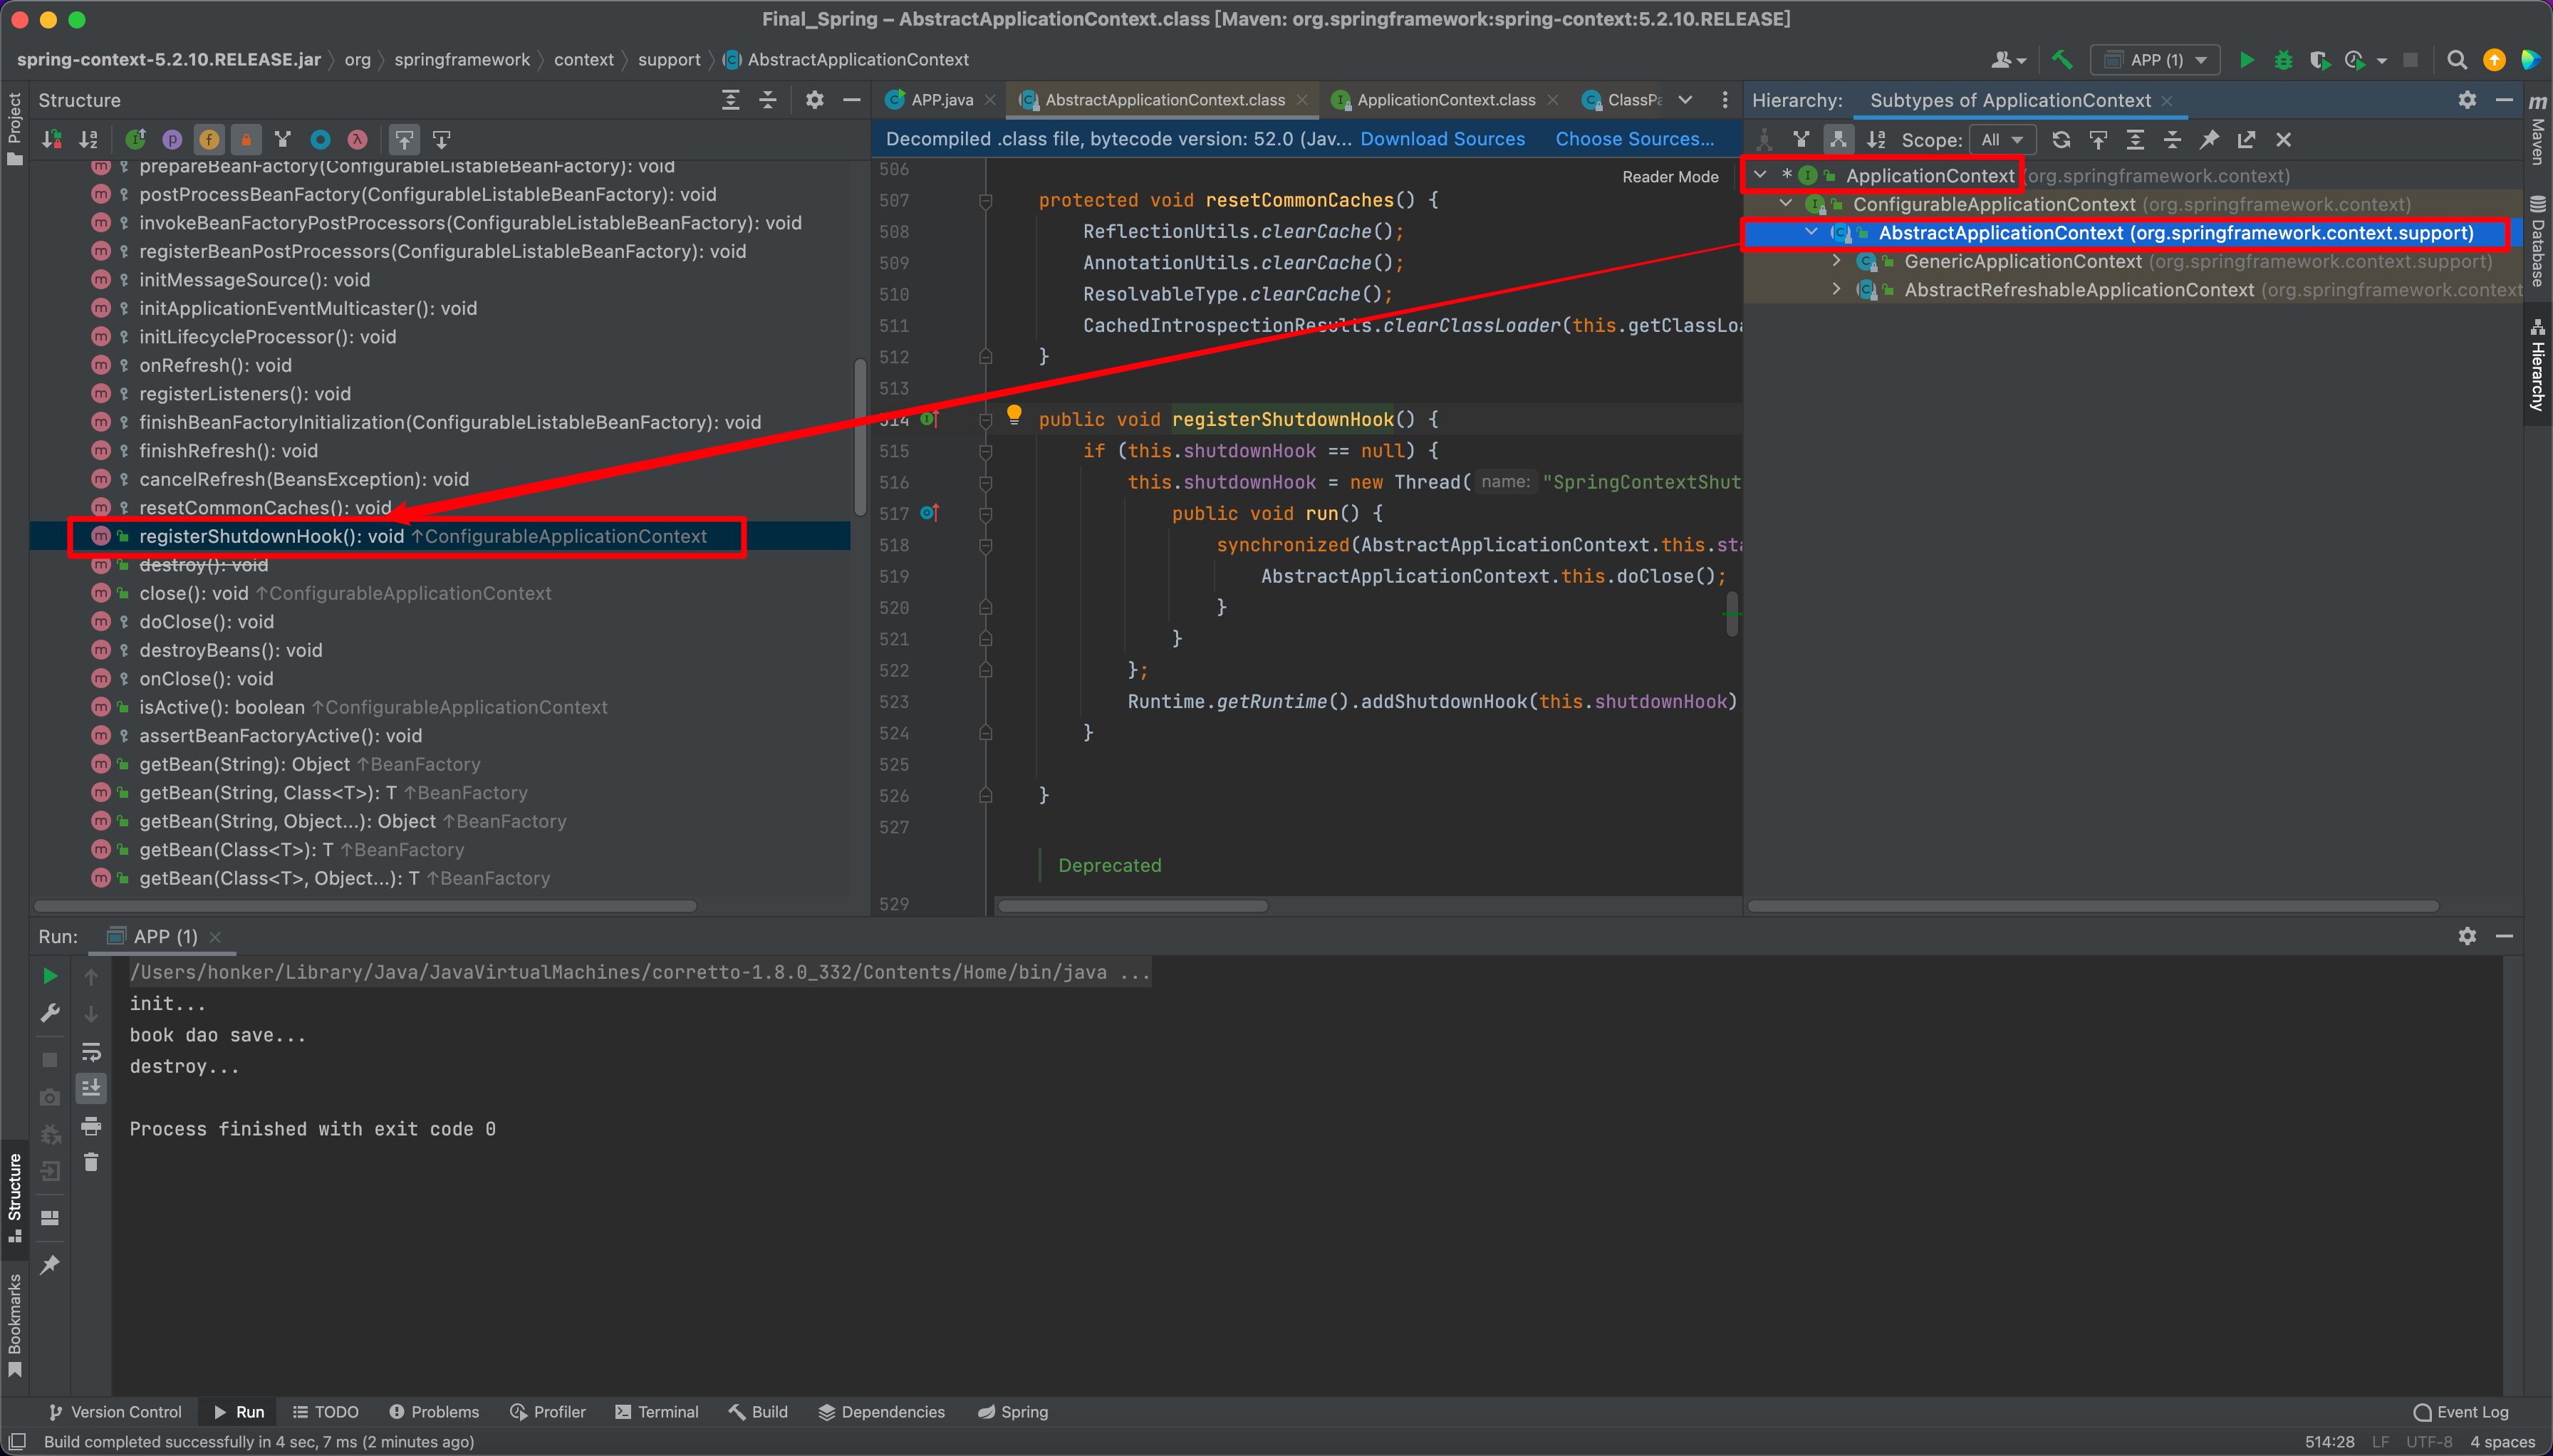 Final_Spring – AbstractApplicationContext.class [Maven: org.springframework:spring-context:5.2.10.RELEASE]
spring-context-5.2.10.RELEASE.jar org springframework context support AbstractApplicationContext
APP (1)
Project
Structure
prepareBeanFactory(ConfigurableListableBeanFactory): void
postProcessBeanFactory(ConfigurableListableBeanFactory): void
invokeBeanFactoryPostProcessors(ConfigurableListableBeanFactory): void
registerBeanPostProcessors(ConfigurableListableBeanFactory): void
initMessageSource(): void
initApplicationEventMulticaster(): void
initLifecycleProcessor(): void
onRefresh(): void
registerListeners(): void
finishBeanFactoryInitialization(ConfigurableListableBeanFactory): void
finishRefresh(): void
cancelRefresh(BeansException): void
resetCommonCaches(): void
registerShutdownHook(): void ↑ConfigurableApplicationContext
destroy(): void
close(): void ↑ConfigurableApplicationContext
doClose(): void
destroyBeans(): void
onClose(): void
isActive(): boolean ↑ConfigurableApplicationContext
assertBeanFactoryActive(): void
getBean(String): Object ↑BeanFactory
getBean(String, Class<T>): T ↑BeanFactory
getBean(String, Object...): Object ↑BeanFactory
getBean(Class<T>): T ↑BeanFactory
getBean(Class<T>, Object...): T ↑BeanFactory
APP.java AbstractApplicationContext.class ApplicationContext.class ClassPa
Decompiled .class file, bytecode version: 52.0 (Jav... Download Sources Choose Sources...
Reader Mode
506
507 protected void resetCommonCaches() {
508 ReflectionUtils.clearCache();
509 AnnotationUtils.clearCache();
510 ResolvableType.clearCache();
511 CachedIntrospectionResults.clearClassLoader(this.getClassLoa
512 }
513
514 public void registerShutdownHook() {
515 if (this.shutdownHook == null) {
516 this.shutdownHook = new Thread( name: "SpringContextShut
517 public void run() {
518 synchronized(AbstractApplicationContext.this.sta
519 AbstractApplicationContext.this.doClose();
520 }
521 }
522 };
523 Runtime.getRuntime().addShutdownHook(this.shutdownHook)
524 }
525
526 }
527
Deprecated
529
Hierarchy: Subtypes of ApplicationContext
Scope: All
* ApplicationContext (org.springframework.context)
ConfigurableApplicationContext (org.springframework.context)
AbstractApplicationContext (org.springframework.context.support)
GenericApplicationContext (org.springframework.context.support)
AbstractRefreshableApplicationContext (org.springframework.context
Maven
Database
Hierarchy
Run: APP (1)
/Users/honker/Library/Java/JavaVirtualMachines/corretto-1.8.0_332/Contents/Home/bin/java ...
init...
book dao save...
destroy...
Process finished with exit code 0
Structure
Bookmarks
Version Control Run TODO Problems Profiler Terminal Build Dependencies Spring Event Log
Build completed successfully in 4 sec, 7 ms (2 minutes ago) 514:28 LF UTF-8 4 spaces